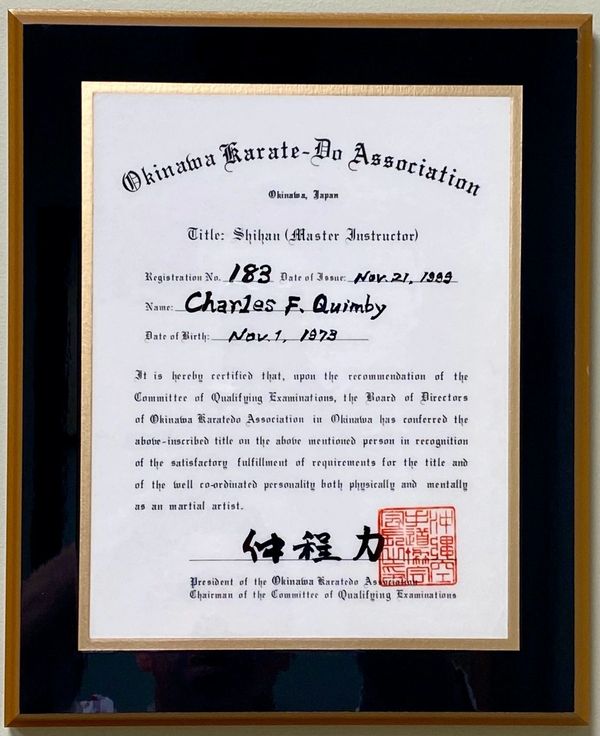 Okinawa Karate-Do Association
Okinawa, Japan
Title: Shihan (Master Instructor)
Registration No. 183 Date of Issue: Nov. 21, 1999
Name: Charles F. Quimby
Date of Birth: Nov. 1, 1973
It is hereby certified that, upon the recommendation of the
Committee of Qualifying Examinations, the Board of Directors
of Okinawa Karatedo Association in Okinawa has conferred the
above-inscribed title on the above mentioned person in recognition
of the satisfactory fulfillment of requirements for the title and
of the well co-ordinated personality both physically and mentally
as an martial artist.
仲程力
President of the Okinawa Karatedo Association
Chairman of the Committee of Qualifying Examinations